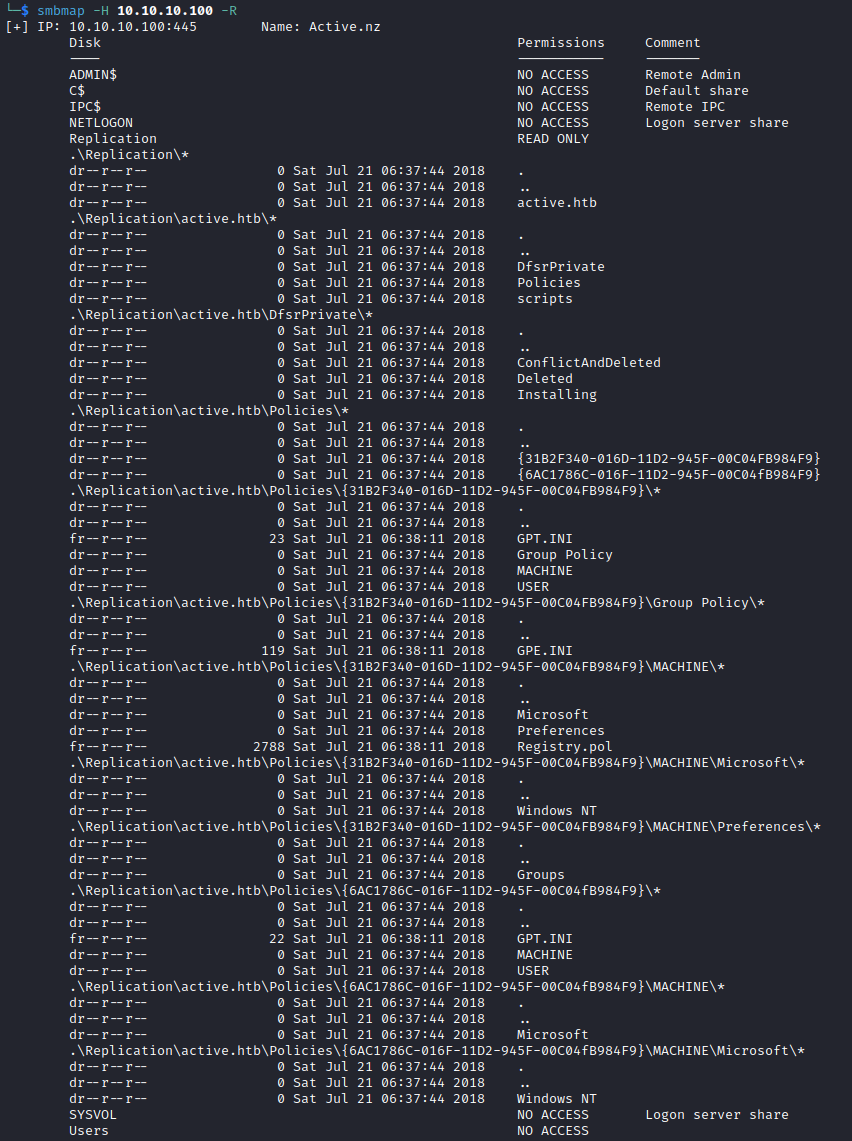 └─$ smbmap -H 10.10.10.100 -R
[+] IP: 10.10.10.100:445 Name: Active.nz
Disk Permissions Comment
---- ----------- -------
ADMIN$ NO ACCESS Remote Admin
C$ NO ACCESS Default share
IPC$ NO ACCESS Remote IPC
NETLOGON NO ACCESS Logon server share
Replication READ ONLY
.\Replication\*
dr--r--r-- 0 Sat Jul 21 06:37:44 2018 .
dr--r--r-- 0 Sat Jul 21 06:37:44 2018 ..
dr--r--r-- 0 Sat Jul 21 06:37:44 2018 active.htb
.\Replication\active.htb\*
dr--r--r-- 0 Sat Jul 21 06:37:44 2018 .
dr--r--r-- 0 Sat Jul 21 06:37:44 2018 ..
dr--r--r-- 0 Sat Jul 21 06:37:44 2018 DfsrPrivate
dr--r--r-- 0 Sat Jul 21 06:37:44 2018 Policies
dr--r--r-- 0 Sat Jul 21 06:37:44 2018 scripts
.\Replication\active.htb\DfsrPrivate\*
dr--r--r-- 0 Sat Jul 21 06:37:44 2018 .
dr--r--r-- 0 Sat Jul 21 06:37:44 2018 ..
dr--r--r-- 0 Sat Jul 21 06:37:44 2018 ConflictAndDeleted
dr--r--r-- 0 Sat Jul 21 06:37:44 2018 Deleted
dr--r--r-- 0 Sat Jul 21 06:37:44 2018 Installing
.\Replication\active.htb\Policies\*
dr--r--r-- 0 Sat Jul 21 06:37:44 2018 .
dr--r--r-- 0 Sat Jul 21 06:37:44 2018 ..
dr--r--r-- 0 Sat Jul 21 06:37:44 2018 {31B2F340-016D-11D2-945F-00C04FB984F9}
dr--r--r-- 0 Sat Jul 21 06:37:44 2018 {6AC1786C-016F-11D2-945F-00C04fB984F9}
.\Replication\active.htb\Policies\{31B2F340-016D-11D2-945F-00C04FB984F9}\*
dr--r--r-- 0 Sat Jul 21 06:37:44 2018 .
dr--r--r-- 0 Sat Jul 21 06:37:44 2018 ..
fr--r--r-- 23 Sat Jul 21 06:38:11 2018 GPT.INI
dr--r--r-- 0 Sat Jul 21 06:37:44 2018 Group Policy
dr--r--r-- 0 Sat Jul 21 06:37:44 2018 MACHINE
dr--r--r-- 0 Sat Jul 21 06:37:44 2018 USER
.\Replication\active.htb\Policies\{31B2F340-016D-11D2-945F-00C04FB984F9}\Group Policy\*
dr--r--r-- 0 Sat Jul 21 06:37:44 2018 .
dr--r--r-- 0 Sat Jul 21 06:37:44 2018 ..
fr--r--r-- 119 Sat Jul 21 06:38:11 2018 GPE.INI
.\Replication\active.htb\Policies\{31B2F340-016D-11D2-945F-00C04FB984F9}\MACHINE\*
dr--r--r-- 0 Sat Jul 21 06:37:44 2018 .
dr--r--r-- 0 Sat Jul 21 06:37:44 2018 ..
dr--r--r-- 0 Sat Jul 21 06:37:44 2018 Microsoft
dr--r--r-- 0 Sat Jul 21 06:37:44 2018 Preferences
fr--r--r-- 2788 Sat Jul 21 06:38:11 2018 Registry.pol
.\Replication\active.htb\Policies\{31B2F340-016D-11D2-945F-00C04FB984F9}\MACHINE\Microsoft\*
dr--r--r-- 0 Sat Jul 21 06:37:44 2018 .
dr--r--r-- 0 Sat Jul 21 06:37:44 2018 ..
dr--r--r-- 0 Sat Jul 21 06:37:44 2018 Windows NT
.\Replication\active.htb\Policies\{31B2F340-016D-11D2-945F-00C04FB984F9}\MACHINE\Preferences\*
dr--r--r-- 0 Sat Jul 21 06:37:44 2018 .
dr--r--r-- 0 Sat Jul 21 06:37:44 2018 ..
dr--r--r-- 0 Sat Jul 21 06:37:44 2018 Groups
.\Replication\active.htb\Policies\{6AC1786C-016F-11D2-945F-00C04fB984F9}\*
dr--r--r-- 0 Sat Jul 21 06:37:44 2018 .
dr--r--r-- 0 Sat Jul 21 06:37:44 2018 ..
fr--r--r-- 22 Sat Jul 21 06:38:11 2018 GPT.INI
dr--r--r-- 0 Sat Jul 21 06:37:44 2018 MACHINE
dr--r--r-- 0 Sat Jul 21 06:37:44 2018 USER
.\Replication\active.htb\Policies\{6AC1786C-016F-11D2-945F-00C04fB984F9}\MACHINE\*
dr--r--r-- 0 Sat Jul 21 06:37:44 2018 .
dr--r--r-- 0 Sat Jul 21 06:37:44 2018 ..
dr--r--r-- 0 Sat Jul 21 06:37:44 2018 Microsoft
.\Replication\active.htb\Policies\{6AC1786C-016F-11D2-945F-00C04fB984F9}\MACHINE\Microsoft\*
dr--r--r-- 0 Sat Jul 21 06:37:44 2018 .
dr--r--r-- 0 Sat Jul 21 06:37:44 2018 ..
dr--r--r-- 0 Sat Jul 21 06:37:44 2018 Windows NT
SYSVOL NO ACCESS Logon server share
Users NO ACCESS